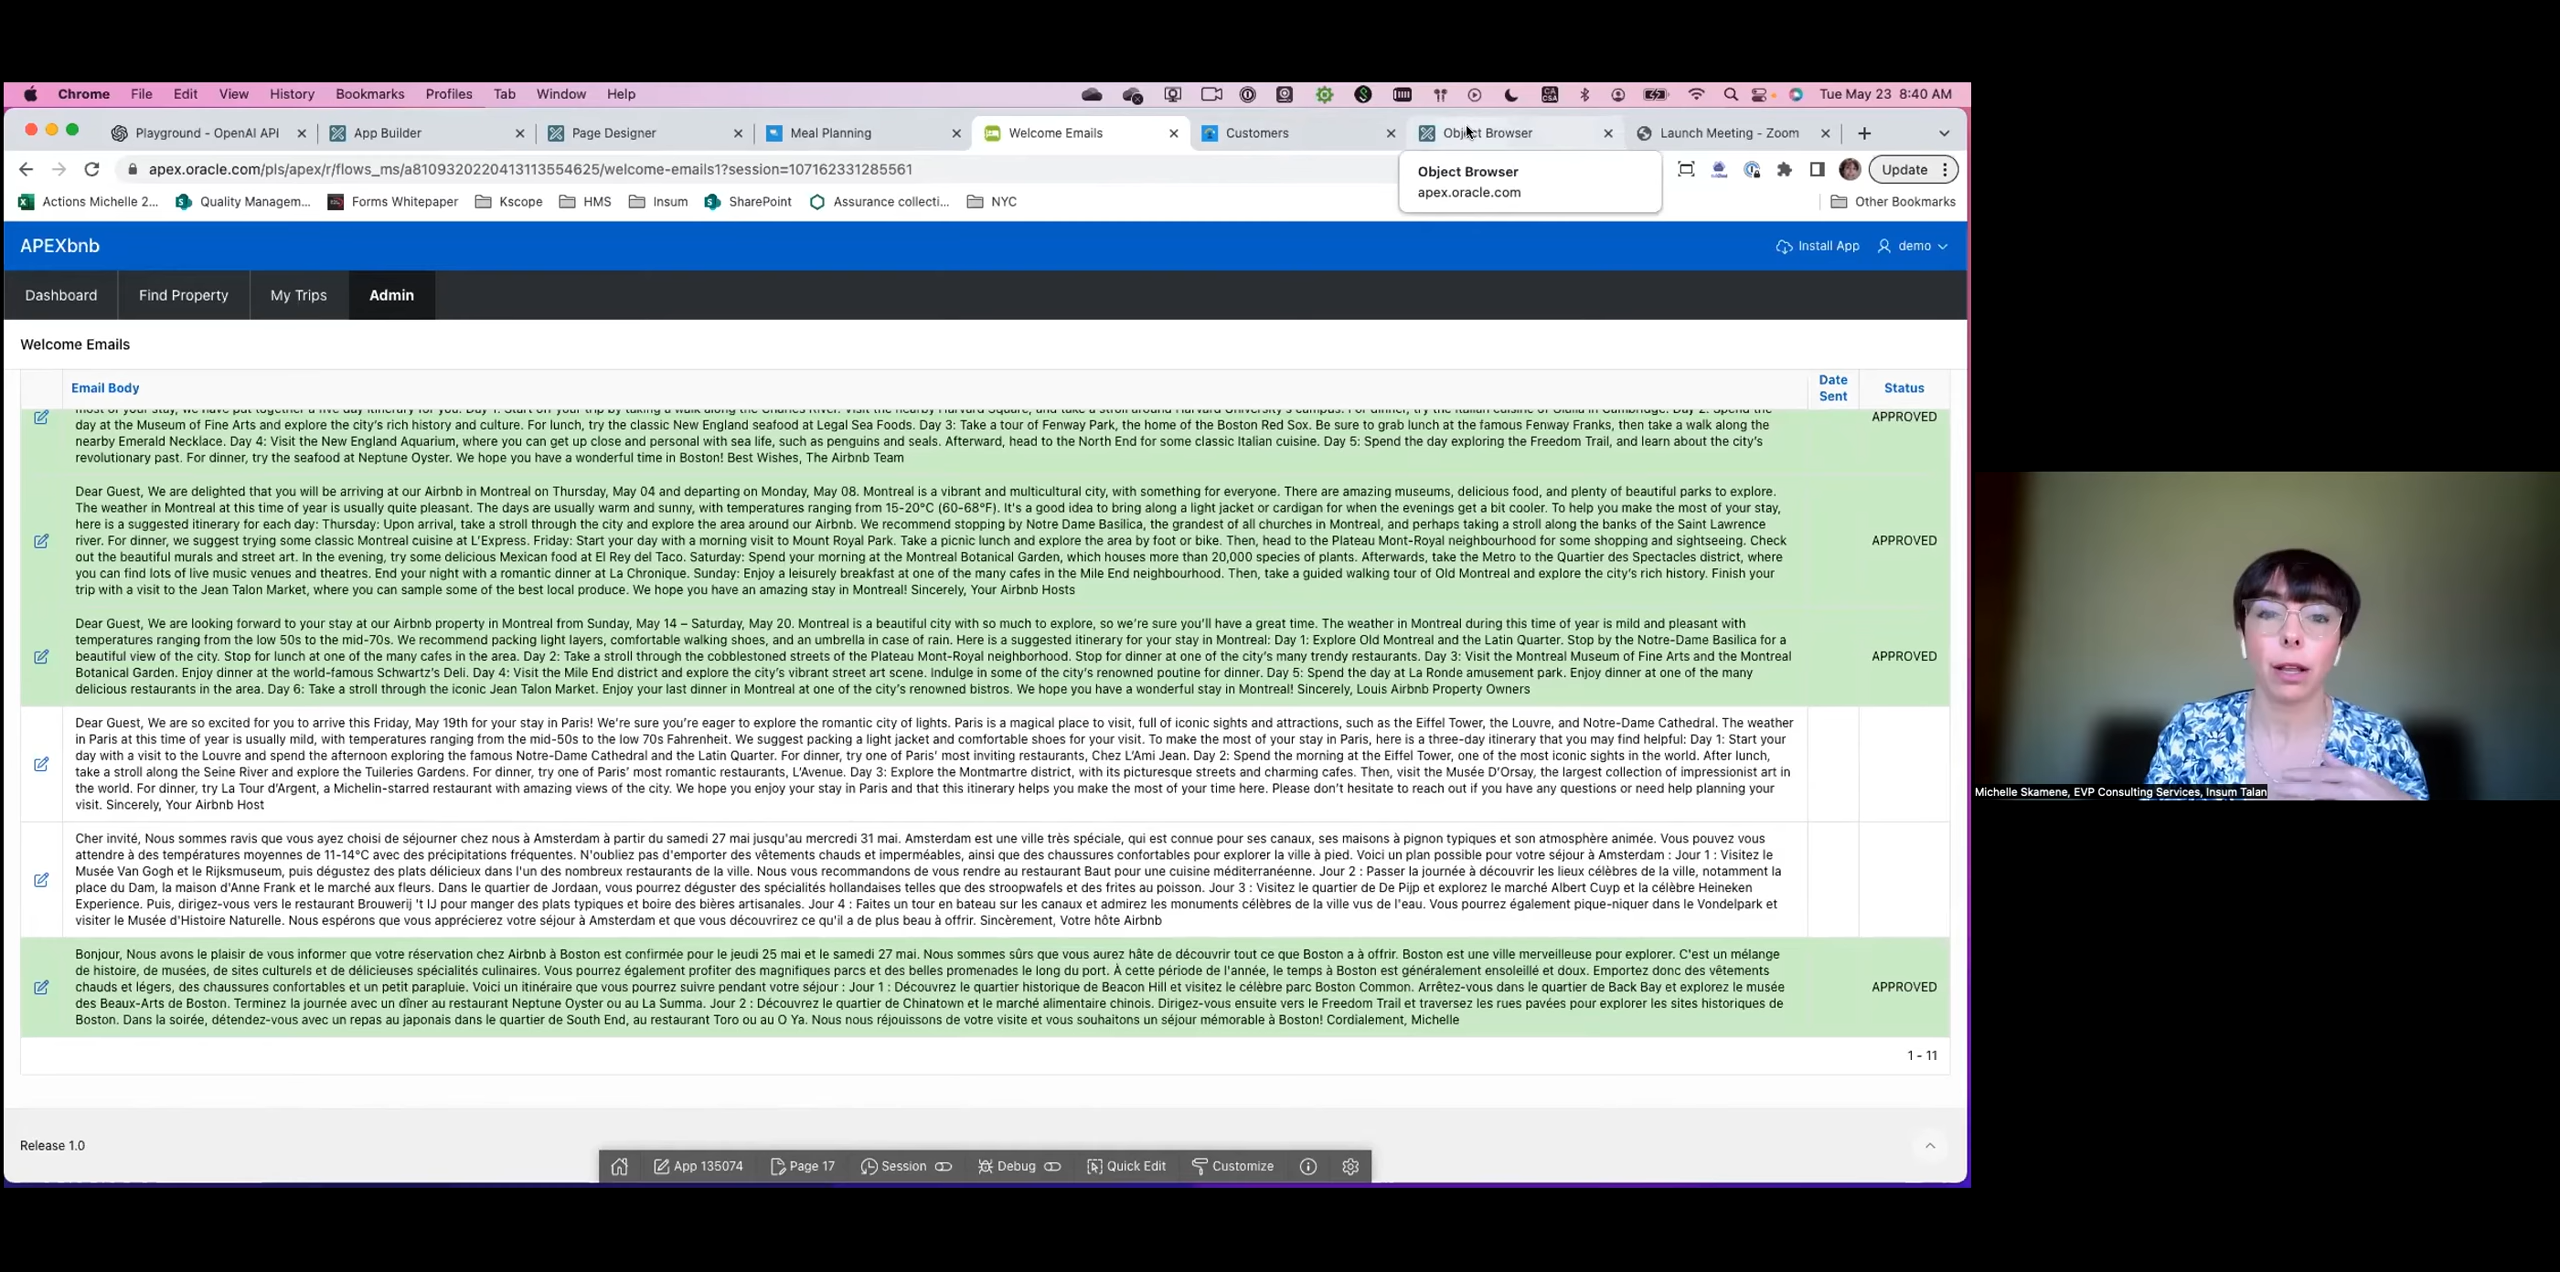 Chrome File Edit View History Bookmarks Profiles Tab Window Help Tue May 23 8:40 AM
Playground - OpenAI API App Builder Page Designer Meal Planning Welcome Emails Customers Object Browser Launch Meeting - Zoom
apex.oracle.com/pls/apex/r/flows_ms/a8109320220413113554625/welcome-emails1?session=107162331285561 Update
Object Browser
apex.oracle.com
Actions Michelle 2... Quality Managem... Forms Whitepaper Kscope HMS Insum SharePoint Assurance collecti... NYC Other Bookmarks
APEXbnb Install App demo
Dashboard Find Property My Trips Admin
Welcome Emails
Email Body Date Sent Status
most of your stay, we have put together a five day itinerary for you. Day 1: Start off your trip by taking a walk along the Charles River. Visit the nearby Harvard Square, and take a stroll around Harvard University's campus. For dinner, try the Italian cuisine of Giulia in Cambridge. Day 2: Spend the
day at the Museum of Fine Arts and explore the city's rich history and culture. For lunch, try the classic New England seafood at Legal Sea Foods. Day 3: Take a tour of Fenway Park, the home of the Boston Red Sox. Be sure to grab lunch at the famous Fenway Franks, then take a walk along the
nearby Emerald Necklace. Day 4: Visit the New England Aquarium, where you can get up close and personal with sea life, such as penguins and seals. Afterward, head to the North End for some classic Italian cuisine. Day 5: Spend the day exploring the Freedom Trail, and learn about the city's
revolutionary past. For dinner, try the seafood at Neptune Oyster. We hope you have a wonderful time in Boston! Best Wishes, The Airbnb Team
APPROVED
Dear Guest, We are delighted that you will be arriving at our Airbnb in Montreal on Thursday, May 04 and departing on Monday, May 08. Montreal is a vibrant and multicultural city, with something for everyone. There are amazing museums, delicious food, and plenty of beautiful parks to explore.
The weather in Montreal at this time of year is usually quite pleasant. The days are usually warm and sunny, with temperatures ranging from 15-20°C (60-68°F). It's a good idea to bring along a light jacket or cardigan for when the evenings get a bit cooler. To help you make the most of your stay,
here is a suggested itinerary for each day: Thursday: Upon arrival, take a stroll through the city and explore the area around our Airbnb. We recommend stopping by Notre Dame Basilica, the grandest of all churches in Montreal, and perhaps taking a stroll along the banks of the Saint Lawrence
river. For dinner, we suggest trying some classic Montreal cuisine at L'Express. Friday: Start your day with a morning visit to Mount Royal Park. Take a picnic lunch and explore the area by foot or bike. Then, head to the Plateau Mont-Royal neighbourhood for some shopping and sightseeing. Check
out the beautiful murals and street art. In the evening, try some delicious Mexican food at El Rey del Taco. Saturday: Spend your morning at the Montreal Botanical Garden, which houses more than 20,000 species of plants. Afterwards, take the Metro to the Quartier des Spectacles district, where
you can find lots of live music venues and theatres. End your night with a romantic dinner at La Chronique. Sunday: Enjoy a leisurely breakfast at one of the many cafes in the Mile End neighbourhood. Then, take a guided walking tour of Old Montreal and explore the city's rich history. Finish your
trip with a visit to the Jean Talon Market, where you can sample some of the best local produce. We hope you have an amazing stay in Montreal! Sincerely, Your Airbnb Hosts
APPROVED
Dear Guest, We are looking forward to your stay at our Airbnb property in Montreal from Sunday, May 14 – Saturday, May 20. Montreal is a beautiful city with so much to explore, so we're sure you'll have a great time. The weather in Montreal during this time of year is mild and pleasant with
temperatures ranging from the low 50s to the mid-70s. We recommend packing light layers, comfortable walking shoes, and an umbrella in case of rain. Here is a suggested itinerary for your stay in Montreal: Day 1: Explore Old Montreal and the Latin Quarter. Stop by the Notre-Dame Basilica for a
beautiful view of the city. Stop for lunch at one of the many cafes in the area. Day 2: Take a stroll through the cobblestoned streets of the Plateau Mont-Royal neighborhood. Stop for dinner at one of the city's many trendy restaurants. Day 3: Visit the Montreal Museum of Fine Arts and the Montreal
Botanical Garden. Enjoy dinner at the world-famous Schwartz's Deli. Day 4: Visit the Mile End district and explore the city's vibrant street art scene. Indulge in some of the city's renowned poutine for dinner. Day 5: Spend the day at La Ronde amusement park. Enjoy dinner at one of the many
delicious restaurants in the area. Day 6: Take a stroll through the iconic Jean Talon Market. Enjoy your last dinner in Montreal at one of the city's renowned bistros. We hope you have a wonderful stay in Montreal! Sincerely, Louis Airbnb Property Owners
APPROVED
Dear Guest, We are so excited for you to arrive this Friday, May 19th for your stay in Paris! We're sure you're eager to explore the romantic city of lights. Paris is a magical place to visit, full of iconic sights and attractions, such as the Eiffel Tower, the Louvre, and Notre-Dame Cathedral. The weather
in Paris at this time of year is usually mild, with temperatures ranging from the mid-50s to the low 70s Fahrenheit. We suggest packing a light jacket and comfortable shoes for your visit. To make the most of your stay in Paris, here is a three-day itinerary that you may find helpful: Day 1: Start your
day with a visit to the Louvre and spend the afternoon exploring the famous Notre-Dame Cathedral and the Latin Quarter. For dinner, try one of Paris' most inviting restaurants, Chez L'Ami Jean. Day 2: Spend the morning at the Eiffel Tower, one of the most iconic sights in the world. After lunch,
take a stroll along the Seine River and explore the Tuileries Gardens. For dinner, try one of Paris' most romantic restaurants, L'Avenue. Day 3: Explore the Montmartre district, with its picturesque streets and charming cafes. Then, visit the Musée D'Orsay, the largest collection of impressionist art in
the world. For dinner, try La Tour d'Argent, a Michelin-starred restaurant with amazing views of the city. We hope you enjoy your stay in Paris and that this itinerary helps you make the most of your time here. Please don't hesitate to reach out if you have any questions or need help planning your
visit. Sincerely, Your Airbnb Host
Cher invité, Nous sommes ravis que vous ayez choisi de séjourner chez nous à Amsterdam à partir du samedi 27 mai jusqu'au mercredi 31 mai. Amsterdam est une ville très spéciale, qui est connue pour ses canaux, ses maisons à pignon typiques et son atmosphère animée. Vous pouvez vous
attendre à des températures moyennes de 11-14°C avec des précipitations fréquentes. N'oubliez pas d'emporter des vêtements chauds et imperméables, ainsi que des chaussures confortables pour explorer la ville à pied. Voici un plan possible pour votre séjour à Amsterdam : Jour 1 : Visitez le
Musée Van Gogh et le Rijksmuseum, puis dégustez des plats délicieux dans l'un des nombreux restaurants de la ville. Nous vous recommandons de vous rendre au restaurant Baut pour une cuisine méditerranéenne. Jour 2 : Passer la journée à découvrir les lieux célèbres de la ville, notamment la
place du Dam, la maison d'Anne Frank et le marché aux fleurs. Dans le quartier de Jordaan, vous pourrez déguster des spécialités hollandaises telles que des stroopwafels et des frites au poisson. Jour 3 : Visitez le quartier de De Pijp et explorez le marché Albert Cuyp et la célèbre Heineken
Experience. Puis, dirigez-vous vers le restaurant Brouwerij 't IJ pour manger des plats typiques et boire des bières artisanales. Jour 4 : Faites un tour en bateau sur les canaux et admirez les monuments célèbres de la ville vus de l'eau. Vous pourrez également pique-niquer dans le Vondelpark et
visiter le Musée d'Histoire Naturelle. Nous espérons que vous apprécierez votre séjour à Amsterdam et que vous découvrirez ce qu'il a de plus beau à offrir. Sincèrement, Votre hôte Airbnb
Bonjour, Nous avons le plaisir de vous informer que votre réservation chez Airbnb à Boston est confirmée pour le jeudi 25 mai et le samedi 27 mai. Nous sommes sûrs que vous aurez hâte de découvrir tout ce que Boston a à offrir. Boston est une ville merveilleuse pour explorer. C'est un mélange
de histoire, de musées, de sites culturels et de délicieuses spécialités culinaires. Vous pourrez également profiter des magnifiques parcs et des belles promenades le long du port. À cette période de l'année, le temps à Boston est généralement ensoleillé et doux. Emportez donc des vêtements
chauds et légers, des chaussures confortables et un petit parapluie. Voici un itinéraire que vous pourrez suivre pendant votre séjour : Jour 1 : Découvrez le quartier historique de Beacon Hill et visitez le célèbre parc Boston Common. Arrêtez-vous dans le quartier de Back Bay et explorez le musée
des Beaux-Arts de Boston. Terminez la journée avec un dîner au restaurant Neptune Oyster ou au La Summa. Jour 2 : Découvrez le quartier de Chinatown et le marché alimentaire chinois. Dirigez-vous ensuite vers le Freedom Trail et traversez les rues pavées pour explorer les sites historiques de
Boston. Dans la soirée, détendez-vous avec un repas au japonais dans le quartier de South End, au restaurant Toro ou au O Ya. Nous nous réjouissons de votre visite et vous souhaitons un séjour mémorable à Boston! Cordialement, Michelle
APPROVED
1 - 11
Release 1.0
App 135074 Page 17 Session Debug Quick Edit Customize
Michelle Skamene, EVP Consulting Services, Insum Talan